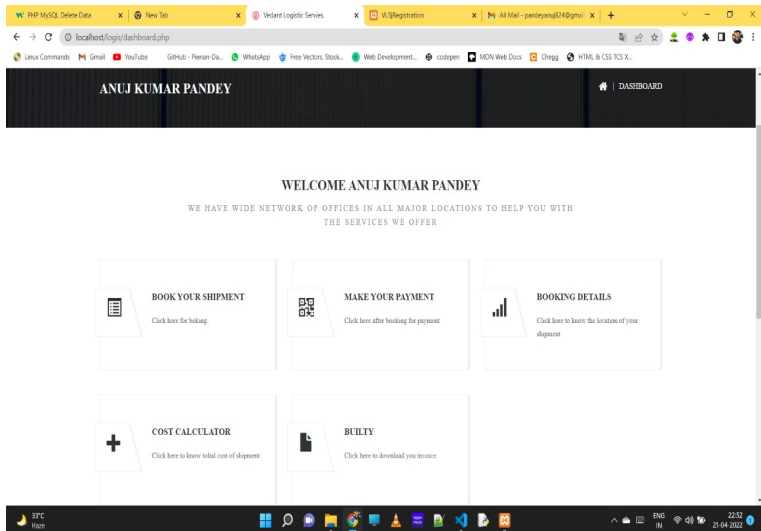 PHP MySQL Delete Data
New Tab
Vedant Logistic Servies.
VLS|Registration
All Mail - pandeyanuj824@gmail
localhost/logis/dashboard.php
Linux Commands
Gmail
YouTube
GitHub - Pierian-Da...
WhatsApp
Free Vectors, Stock...
Web Development...
codepen
MDN Web Docs
Chegg
HTML & CSS TCS X...
ANUJ KUMAR PANDEY
| DASHBOARD
WELCOME ANUJ KUMAR PANDEY
WE HAVE WIDE NETWORK OF OFFICES IN ALL MAJOR LOCATIONS TO HELP YOU WITH
THE SERVICES WE OFFER
BOOK YOUR SHIPMENT
Click here for boking
MAKE YOUR PAYMENT
Click here after booking for payment
BOOKING DETAILS
Click here to know the location of your
shipment
COST CALCULATOR
Click here to know toltal cost of shipment
BUILTY
Click here to download you invoice
33°C
Haze
ENG
IN
22:52
21-04-2022